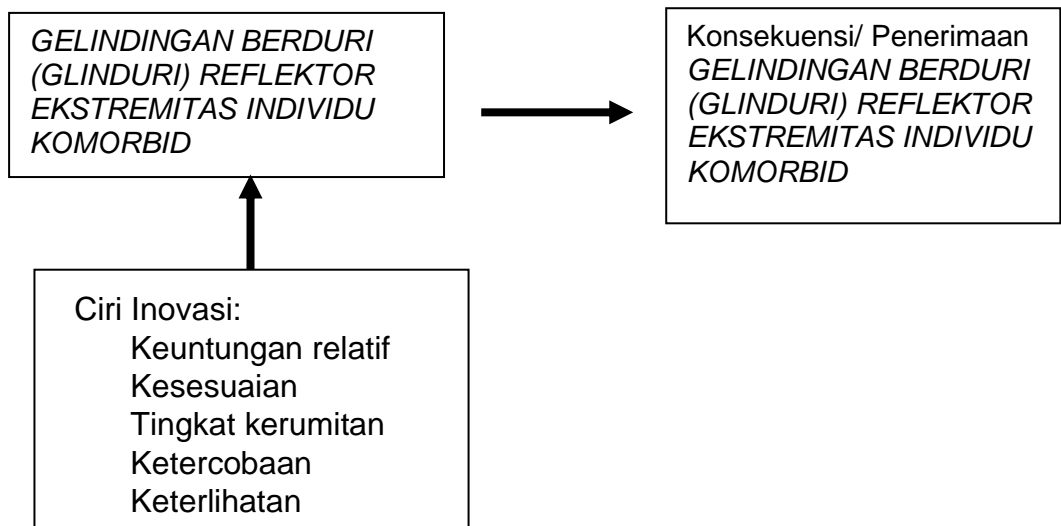 GELINDINGAN BERDURI
(GLINDURI) REFLEKTOR
EKSTREMITAS INDIVIDU
KOMORBID
Konsekuensi/ Penerimaan
GELINDINGAN BERDURI
(GLINDURI) REFLEKTOR
EKSTREMITAS INDIVIDU
KOMORBID
Ciri Inovasi:
Keuntungan relatif
Kesesuaian
Tingkat kerumitan
Ketercobaan
Keterlihatan